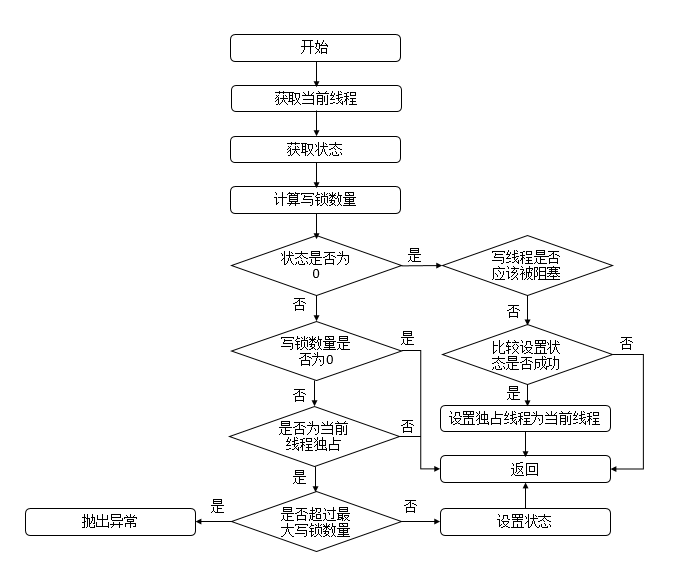 开始
获取当前线程
获取状态
计算写锁数量
状态是否为
0
是
写线程是否
应该被阻塞
否
否
写锁数量是
否为0
是
比较设置状
态是否成功
否
否
是
设置独占线程为当前线程
是否为当前
线程独占
否
返回
是
是否超过最
大写锁数量
是
抛出异常
否
设置状态